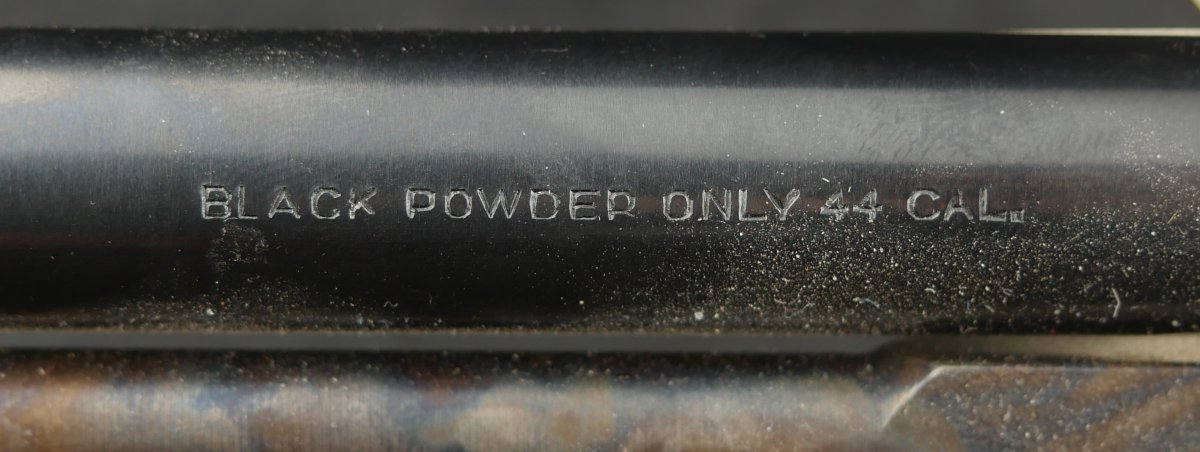 BLACK POWDER ONLY 44 CAL.